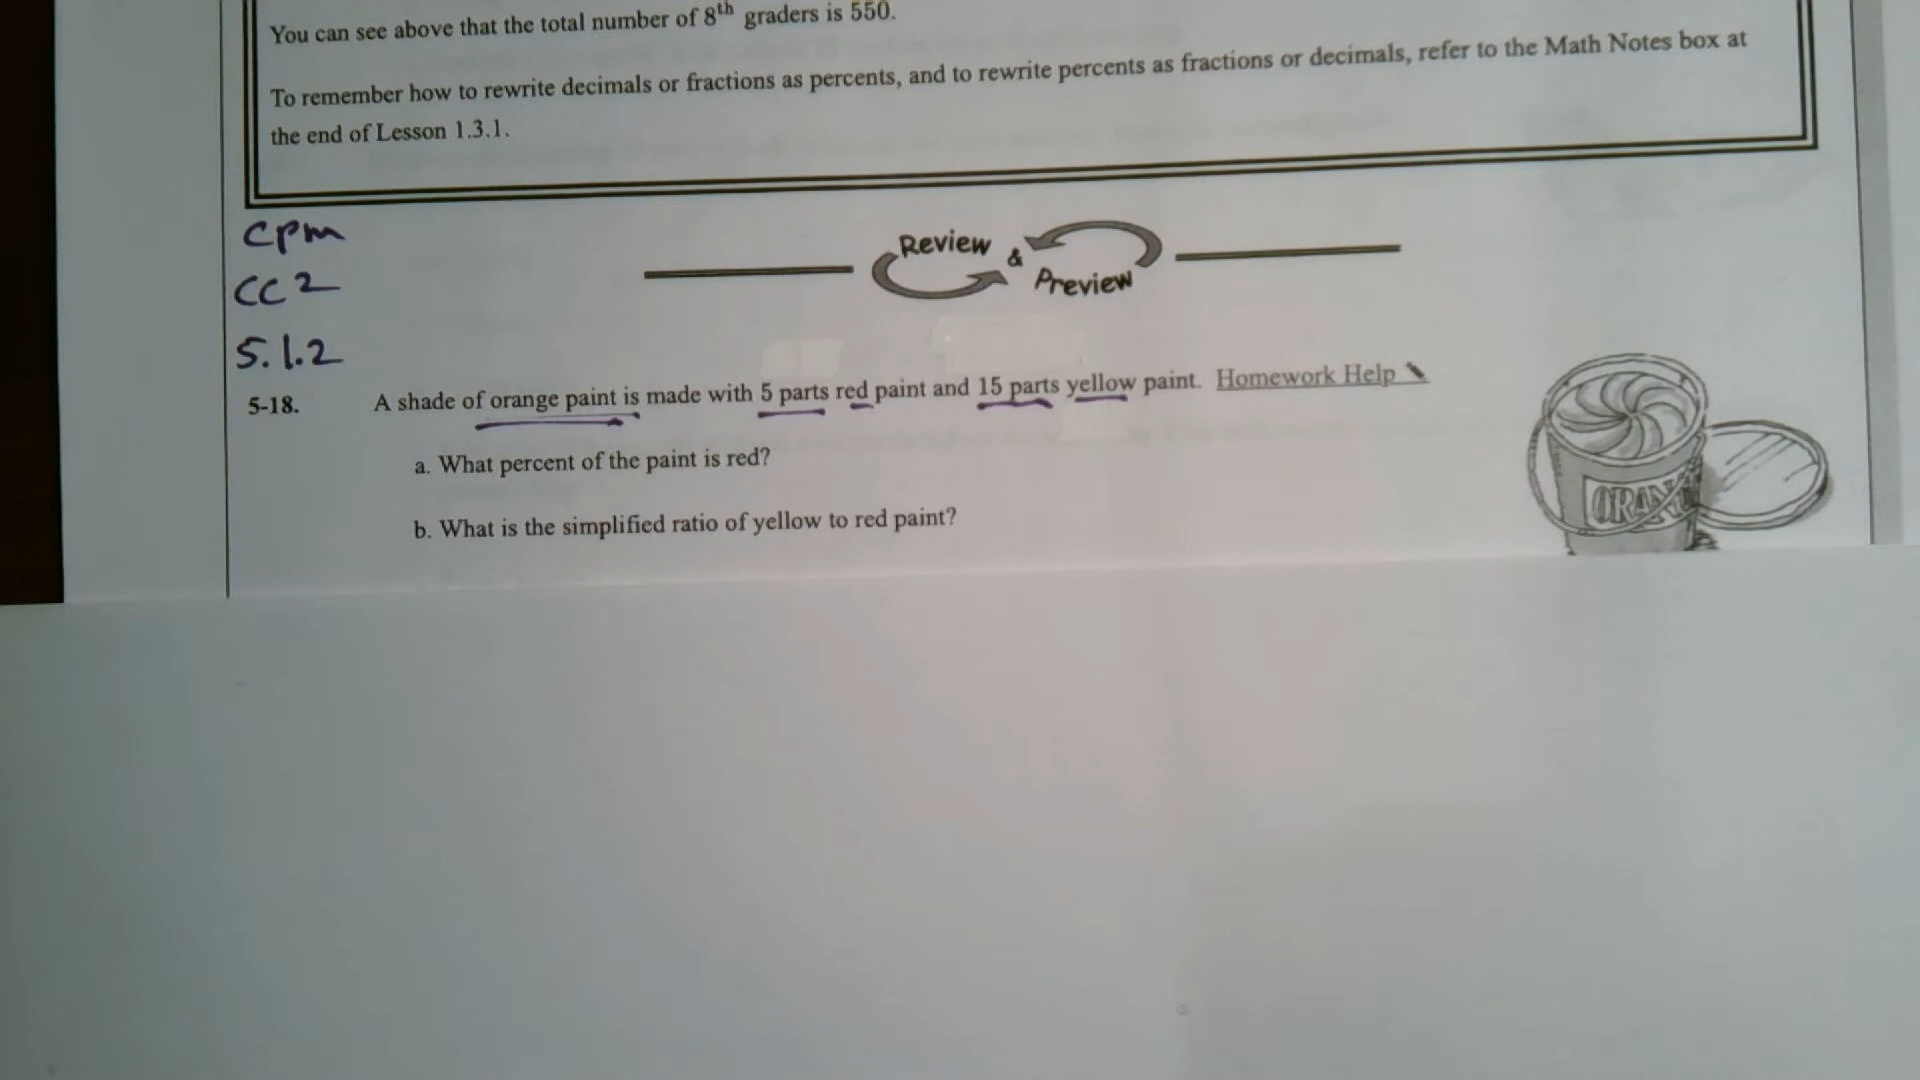 You can see above that the total number of 8th graders is 550.
To remember how to rewrite decimals or fractions as percents, and to rewrite percents as fractions or decimals, refer to the Math Notes box at
the end of Lesson 1.3.1.
cpm
CC2
5.1.2
Review
&
Preview
5-18. A shade of orange paint is made with 5 parts red paint and 15 parts yellow paint. Homework Help
a. What percent of the paint is red?
b. What is the simplified ratio of yellow to red paint?